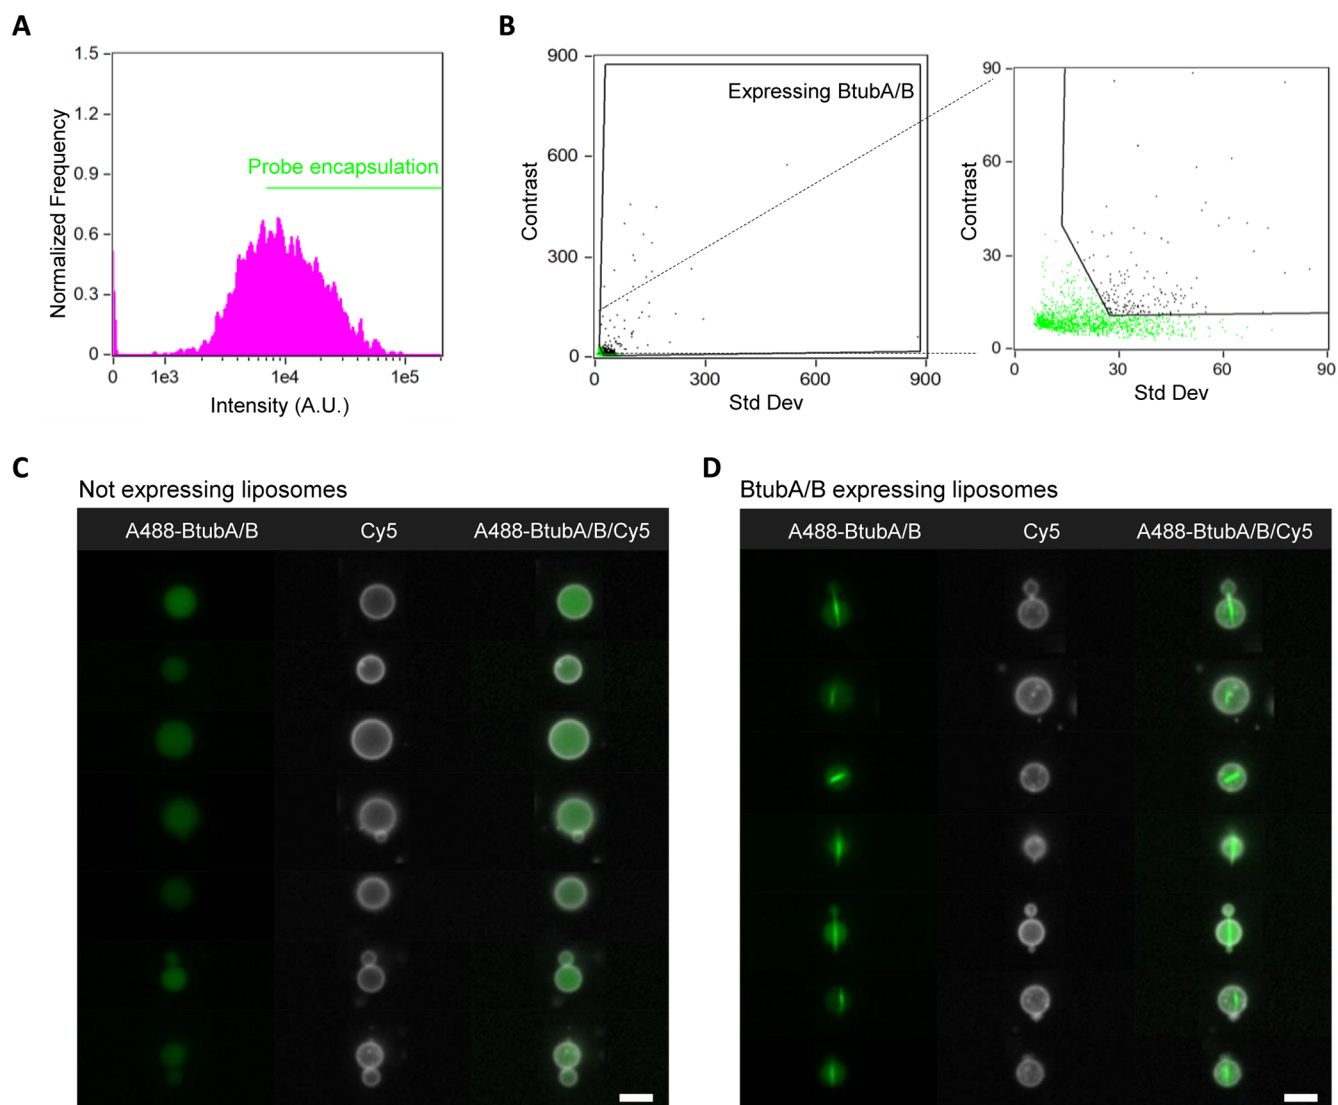 A
B
1.5
1.2
0.9
0.6
0.3
0
Normalized Frequency
Probe encapsulation
0
1e3
1e4
1e5
Intensity (A.U.)
900
600
300
0
Contrast
Expressing BtubA/B
0
300
600
900
Std Dev
90
60
30
0
Contrast
0
30
60
90
Std Dev
C
Not expressing liposomes
A488-BtubA/B
Cy5
A488-BtubA/B/Cy5
D
BtubA/B expressing liposomes
A488-BtubA/B
Cy5
A488-BtubA/B/Cy5